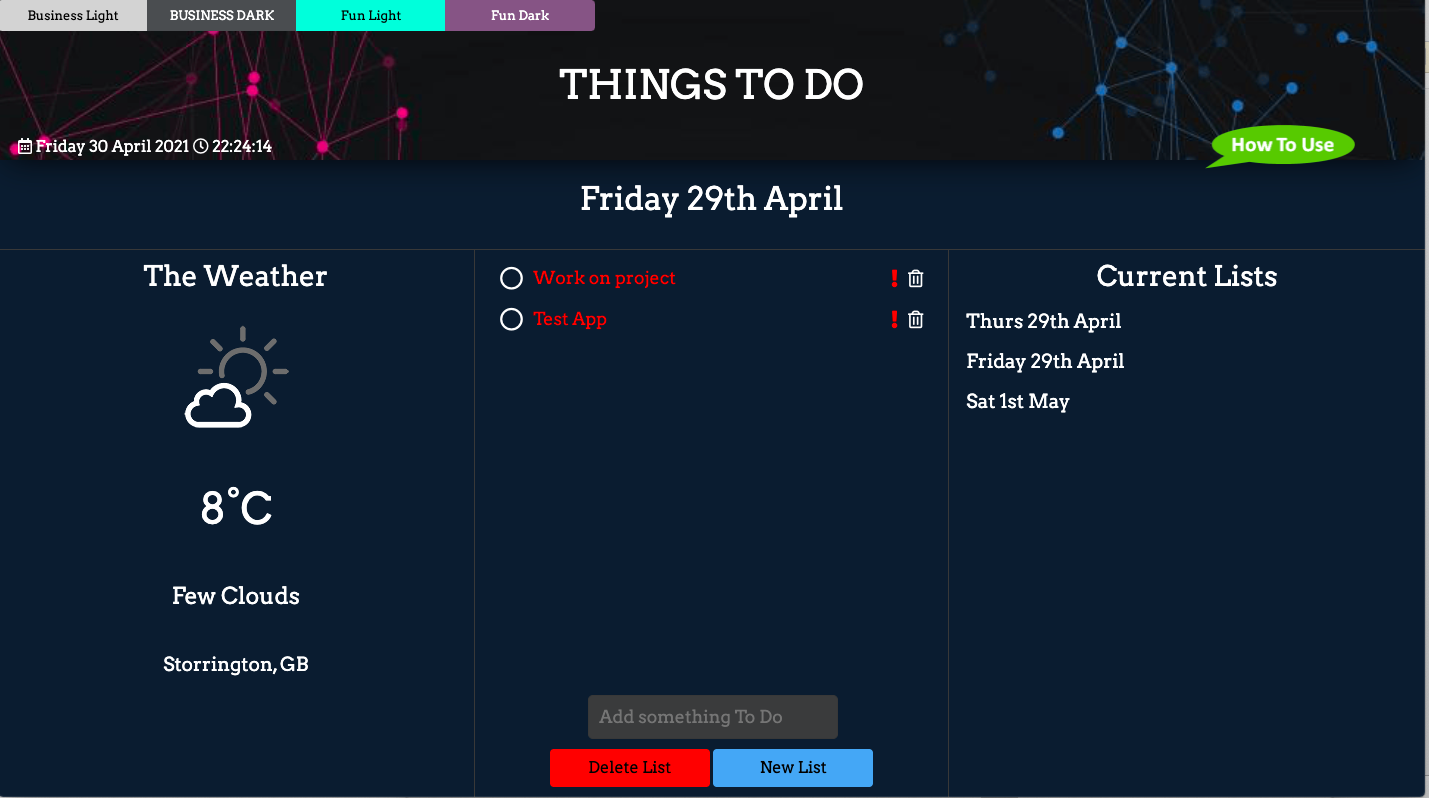 Business Light
BUSINESS DARK
Fun Light
Fun Dark
THINGS TO DO
Friday 30 April 2021 22:24:14
How To Use
Friday 29th April
The Weather
8°C
Few Clouds
Storrington, GB
Work on project
!
Test App
!
Add something To Do
Delete List
New List
Current Lists
Thurs 29th April
Friday 29th April
Sat 1st May